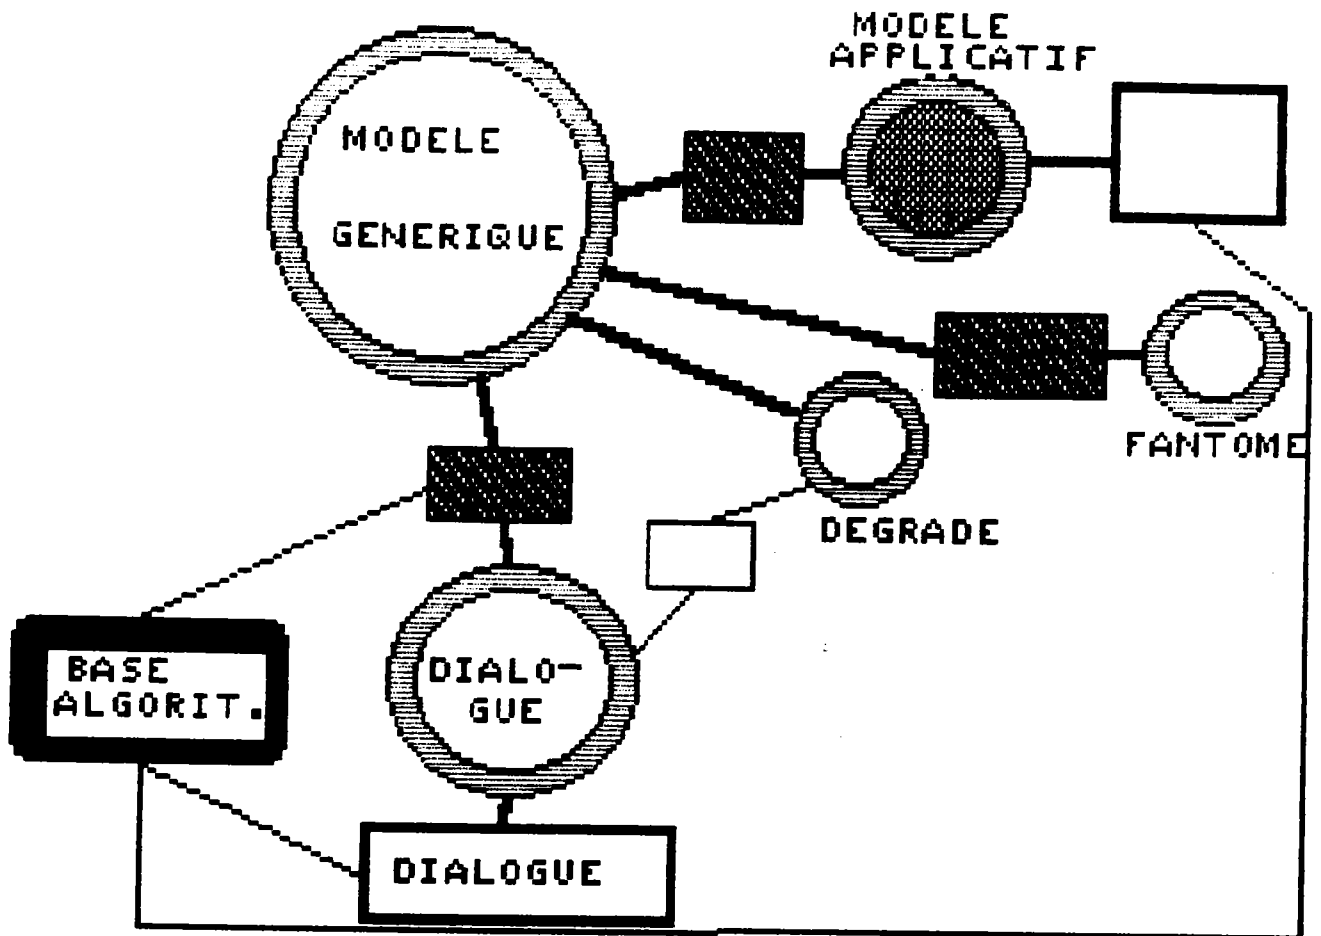 MODELE
APPLICATIF
MODELE
GENERIQUE
FANTOME
DEGRADE
BASE
ALGORIT.
DIALO-
GUE
DIALOGUE